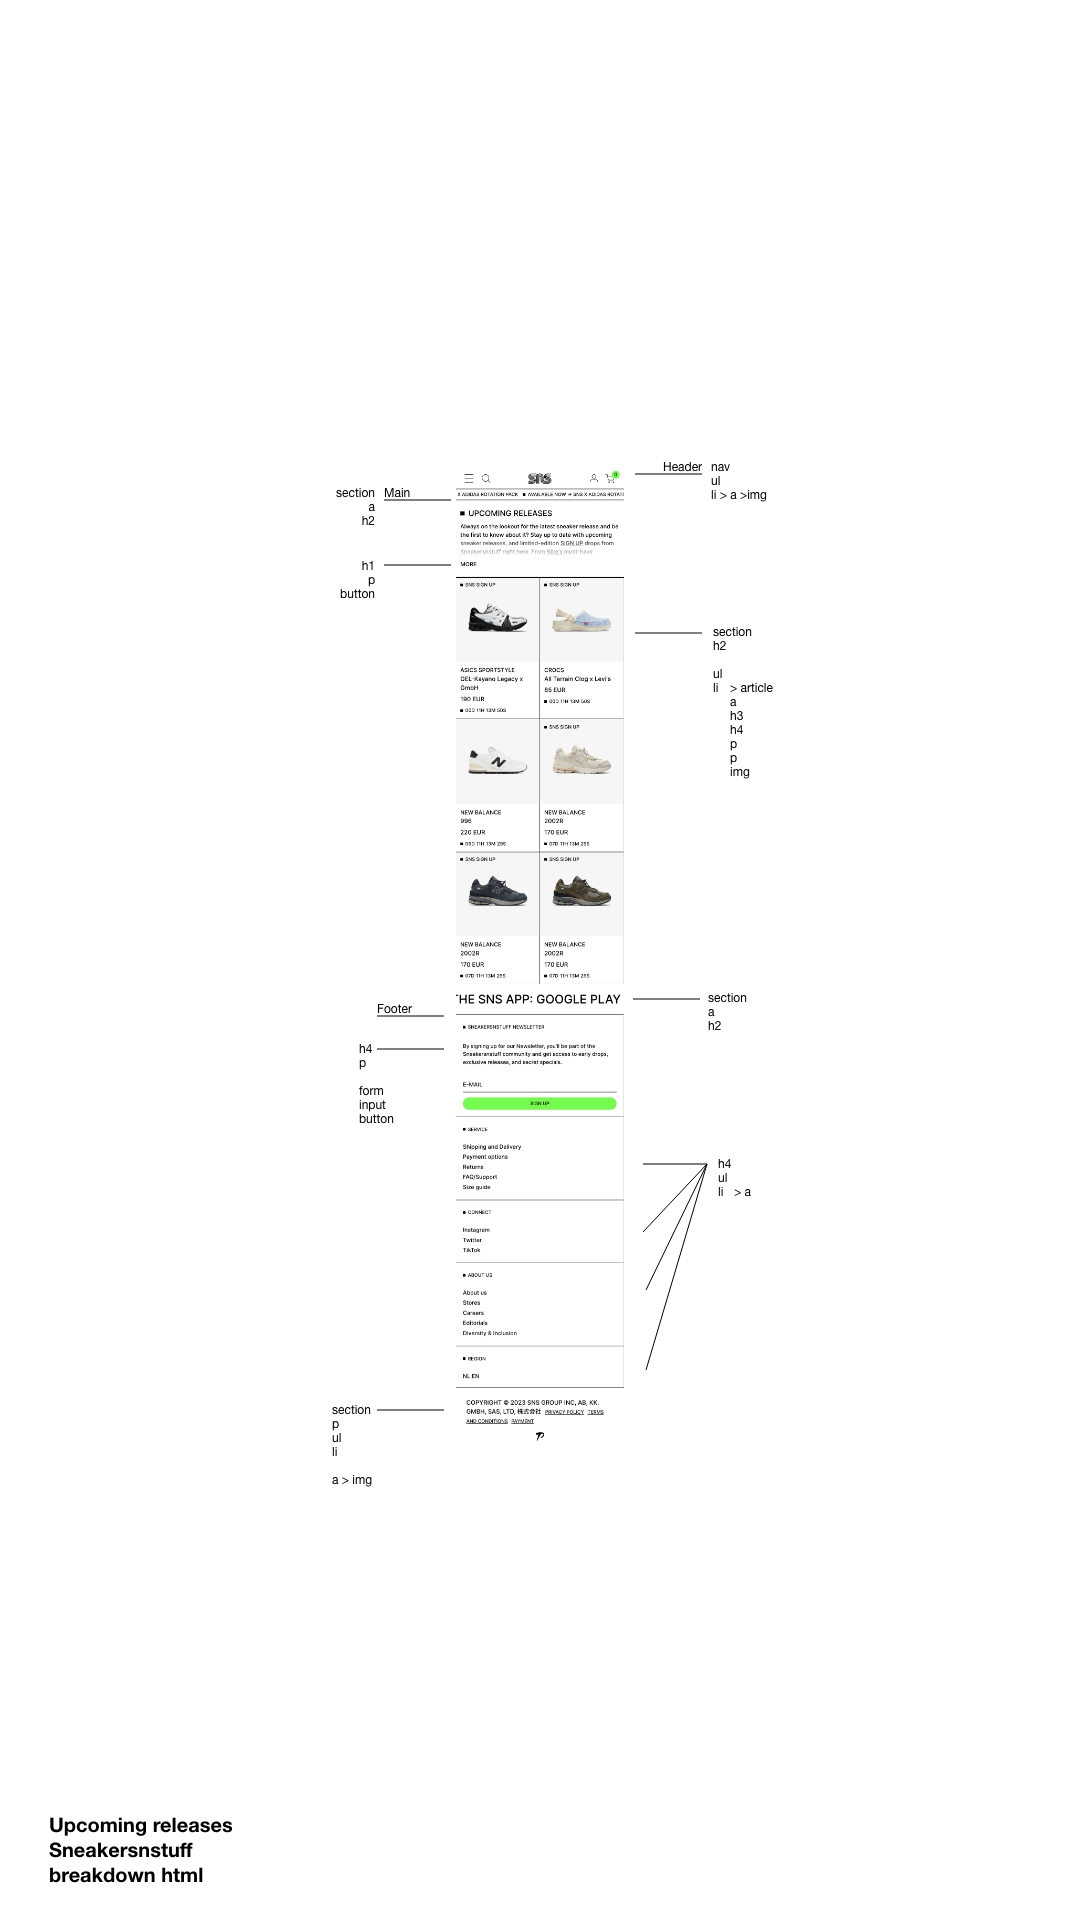 Header
nav
ul
li > a >img
section
a
h2
Main
sns
0
X ADIDAS ROTATION PACK ■ AVAILABLE NOW → SNS X ADIDAS ROTATI
■ UPCOMING RELEASES
Always on the lookout for the latest sneaker release and be
the first to know about it? Stay up to date with upcoming
sneaker releases, and limited-edition SIGN UP drops from
Sneakersnstuff right here. From Nike's must-have
MORE
h1
p
button
■ SNS SIGN UP
■ SNS SIGN UP
ASICS SPORTSTYLE
GEL-Kayano Legacy x
GmbH
190 EUR
■ 03D 11H 13M 50S
CROCS
All Terrain Clog x Levi's
85 EUR
■ 03D 11H 13M 50S
section
h2
ul
li > article
a
h3
h4
p
p
img
■ SNS SIGN UP
NEW BALANCE
996
220 EUR
■ 06D 11H 13M 29S
NEW BALANCE
2002R
170 EUR
■ 07D 11H 13M 29S
■ SNS SIGN UP
■ SNS SIGN UP
NEW BALANCE
2002R
170 EUR
■ 07D 11H 13M 29S
NEW BALANCE
2002R
170 EUR
■ 07D 11H 13M 29S
THE SNS APP: GOOGLE PLAY
section
a
h2
Footer
■ SNEAKERSNSTUFF NEWSLETTER
By signing up for our Newsletter, you'll be part of the
Sneakersnstuff community and get access to early drops,
exclusive releases, and secret specials.
E-MAIL
SIGN UP
h4
p
form
input
button
■ SERVICE
Shipping and Delivery
Payment options
Returns
FAQ/Support
Size guide
h4
ul
li > a
■ CONNECT
Instagram
Twitter
TikTok
■ ABOUT US
About us
Stores
Careers
Editorials
Diversity & Inclusion
■ REGION
NL EN
COPYRIGHT © 2023 SNS GROUP INC, AB, KK,
GMBH, SAS, LTD, 株式会社 PRIVACY POLICY TERMS
AND CONDITIONS PAYMENT
section
p
ul
li
a > img
Upcoming releases
Sneakersnstuff
breakdown html